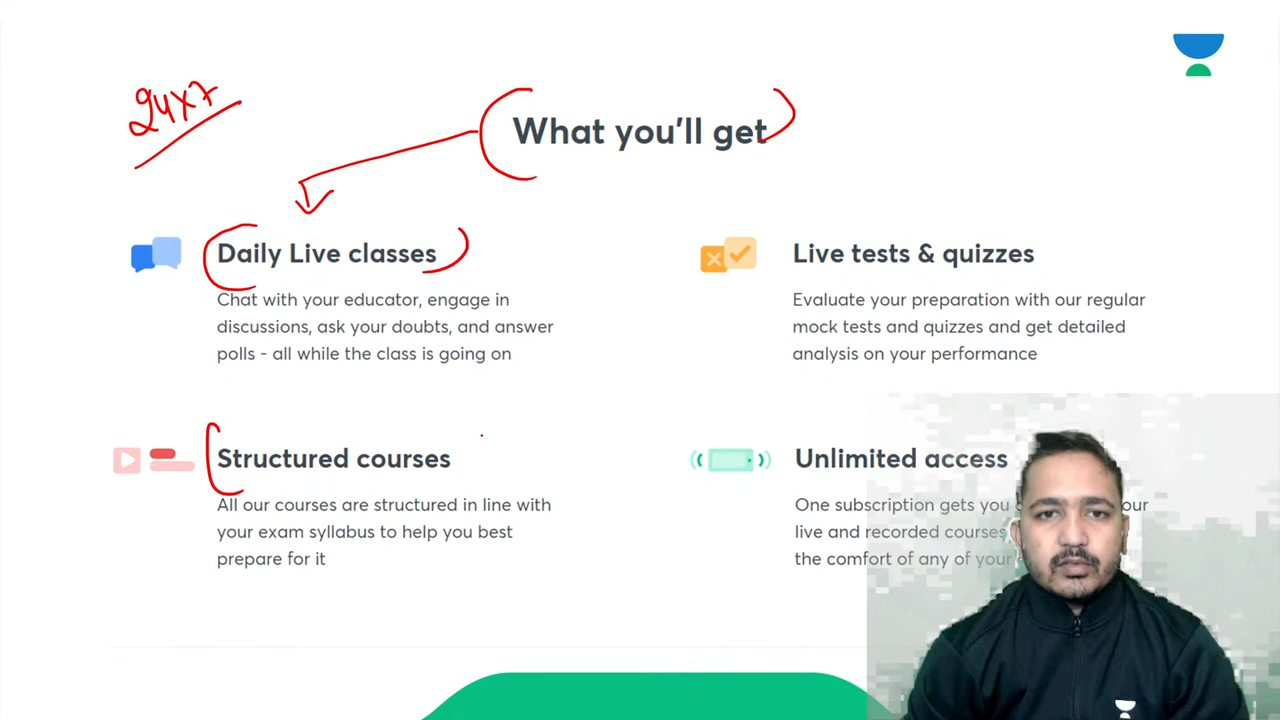 24x7
What you'll get
Daily Live classes
Chat with your educator, engage in
discussions, ask your doubts, and answer
polls - all while the class is going on
Live tests & quizzes
Evaluate your preparation with our regular
mock tests and quizzes and get detailed
analysis on your performance
Structured courses
All our courses are structured in line with
your exam syllabus to help you best
prepare for it
Unlimited access
One subscription gets you
live and recorded courses
the comfort of any of your